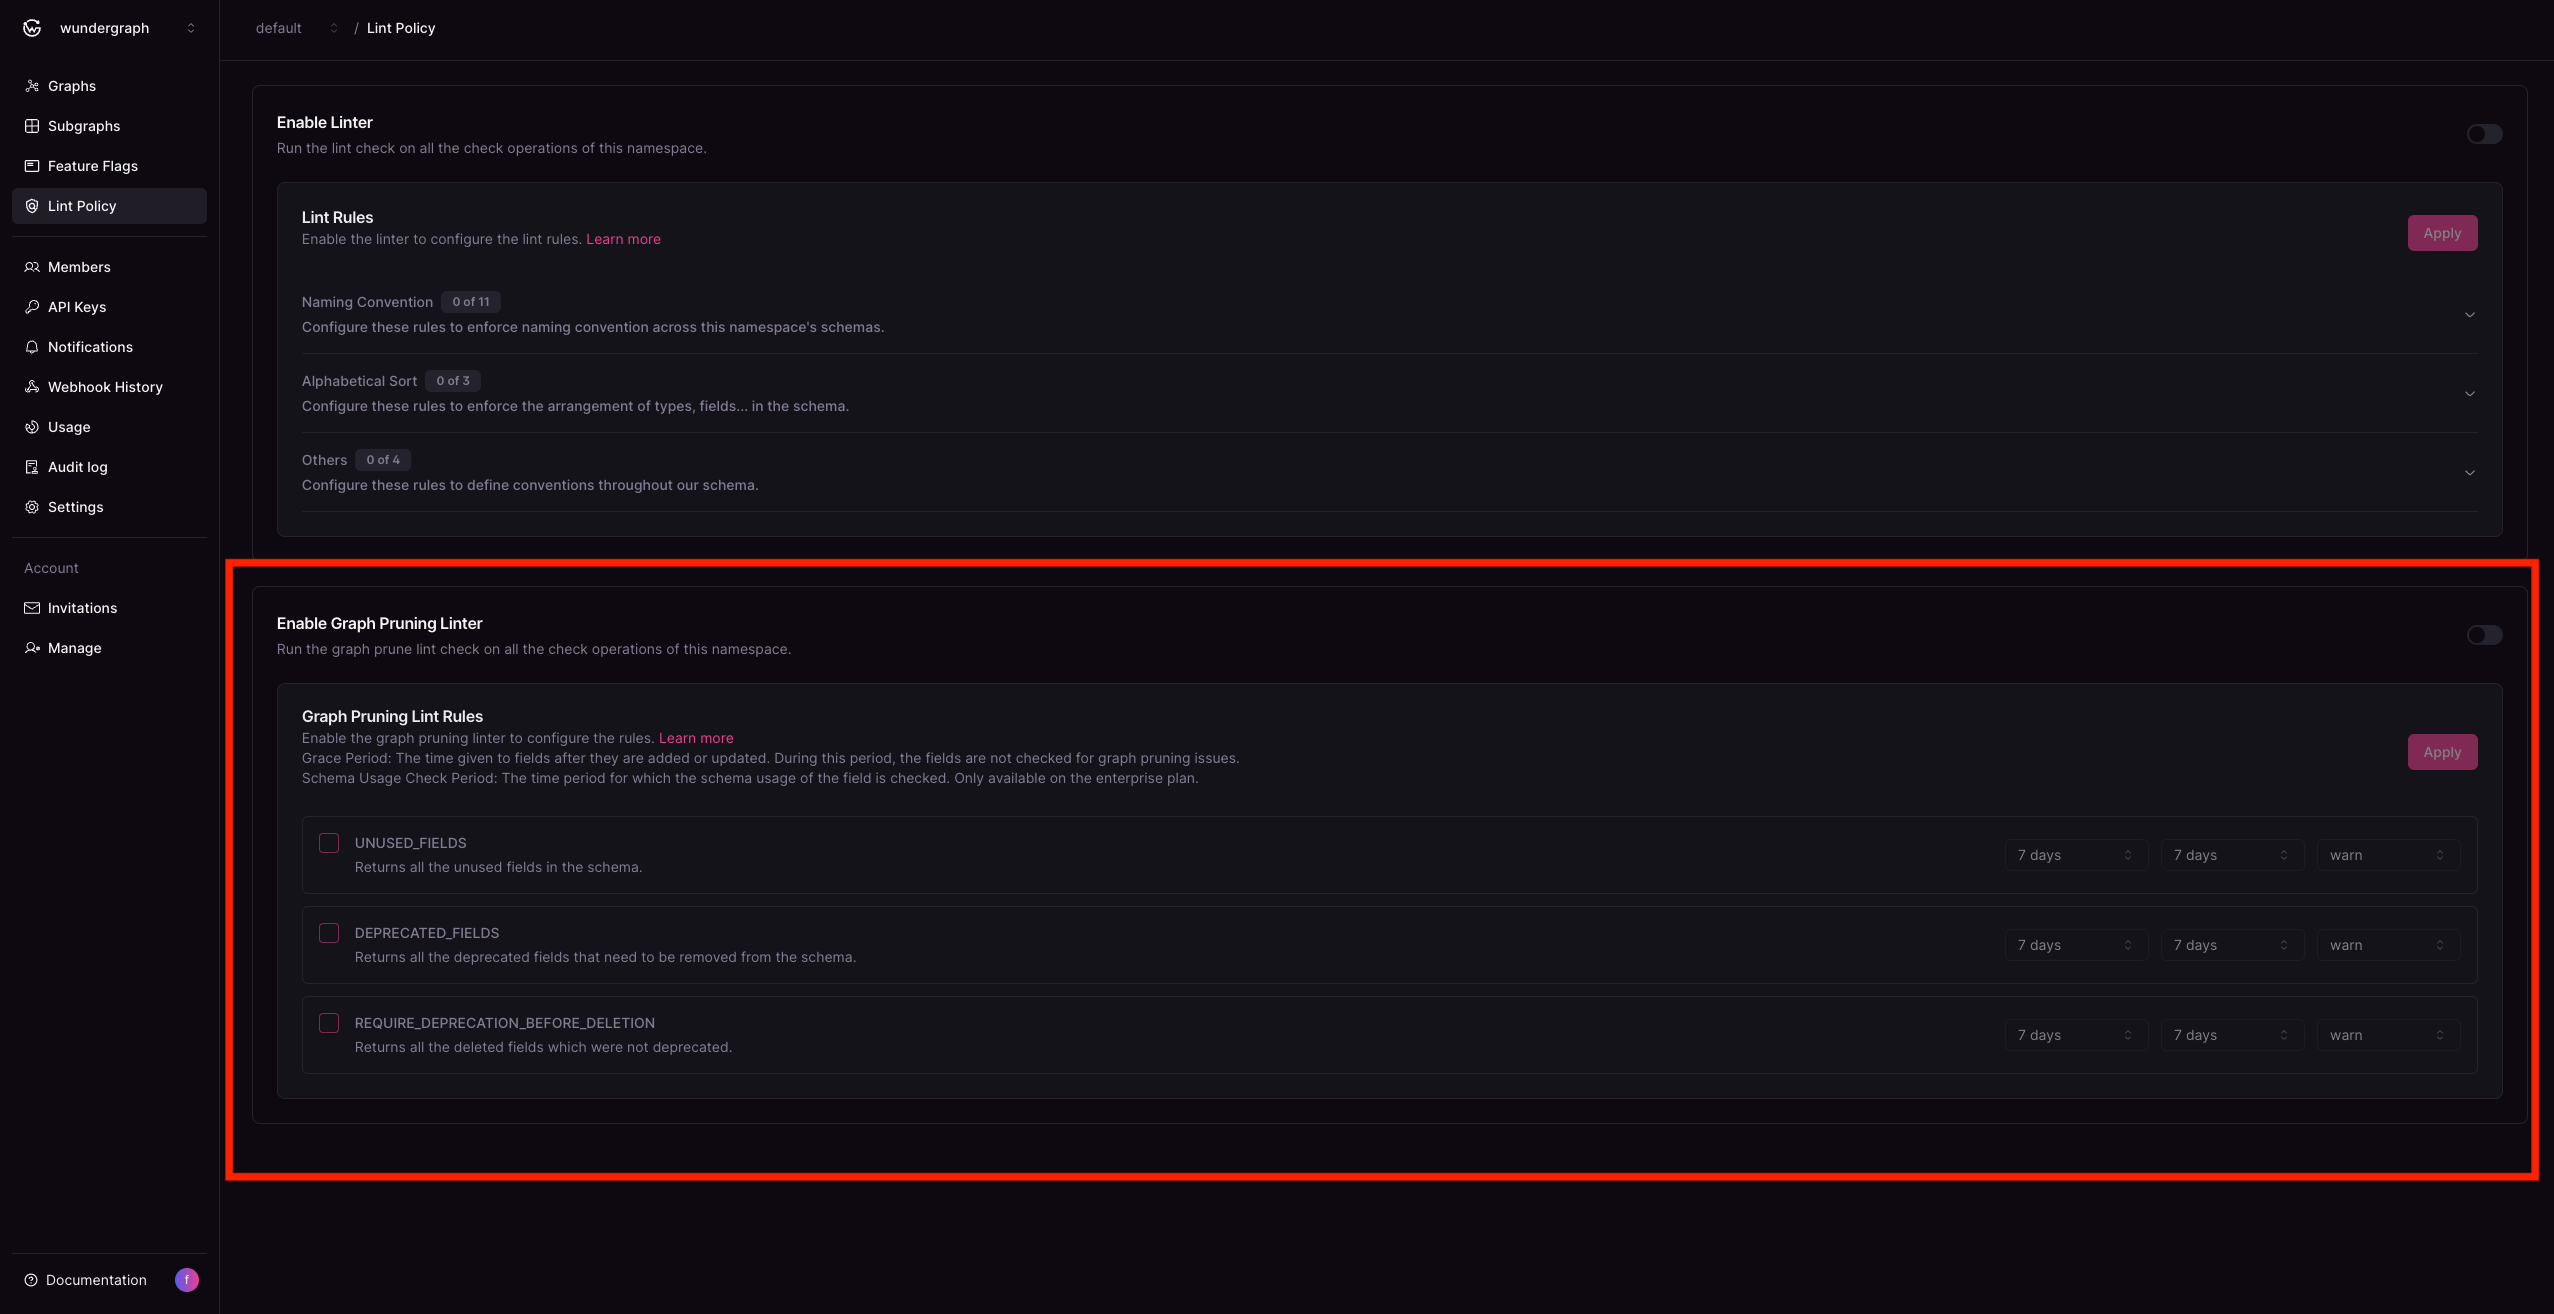 wundergraph
Graphs
Subgraphs
Feature Flags
Lint Policy
Members
API Keys
Notifications
Webhook History
Usage
Audit log
Settings
Account
Invitations
Manage
Documentation
f
default / Lint Policy
Enable Linter
Run the lint check on all the check operations of this namespace.
Lint Rules
Enable the linter to configure the lint rules. Learn more
Apply
Naming Convention 0 of 11
Configure these rules to enforce naming convention across this namespace's schemas.
Alphabetical Sort 0 of 3
Configure these rules to enforce the arrangement of types, fields... in the schema.
Others 0 of 4
Configure these rules to define conventions throughout our schema.
Enable Graph Pruning Linter
Run the graph prune lint check on all the check operations of this namespace.
Graph Pruning Lint Rules
Enable the graph pruning linter to configure the rules. Learn more
Grace Period: The time given to fields after they are added or updated. During this period, the fields are not checked for graph pruning issues.
Schema Usage Check Period: The time period for which the schema usage of the field is checked. Only available on the enterprise plan.
Apply
UNUSED_FIELDS
Returns all the unused fields in the schema.
7 days 7 days warn
DEPRECATED_FIELDS
Returns all the deprecated fields that need to be removed from the schema.
7 days 7 days warn
REQUIRE_DEPRECATION_BEFORE_DELETION
Returns all the deleted fields which were not deprecated.
7 days 7 days warn